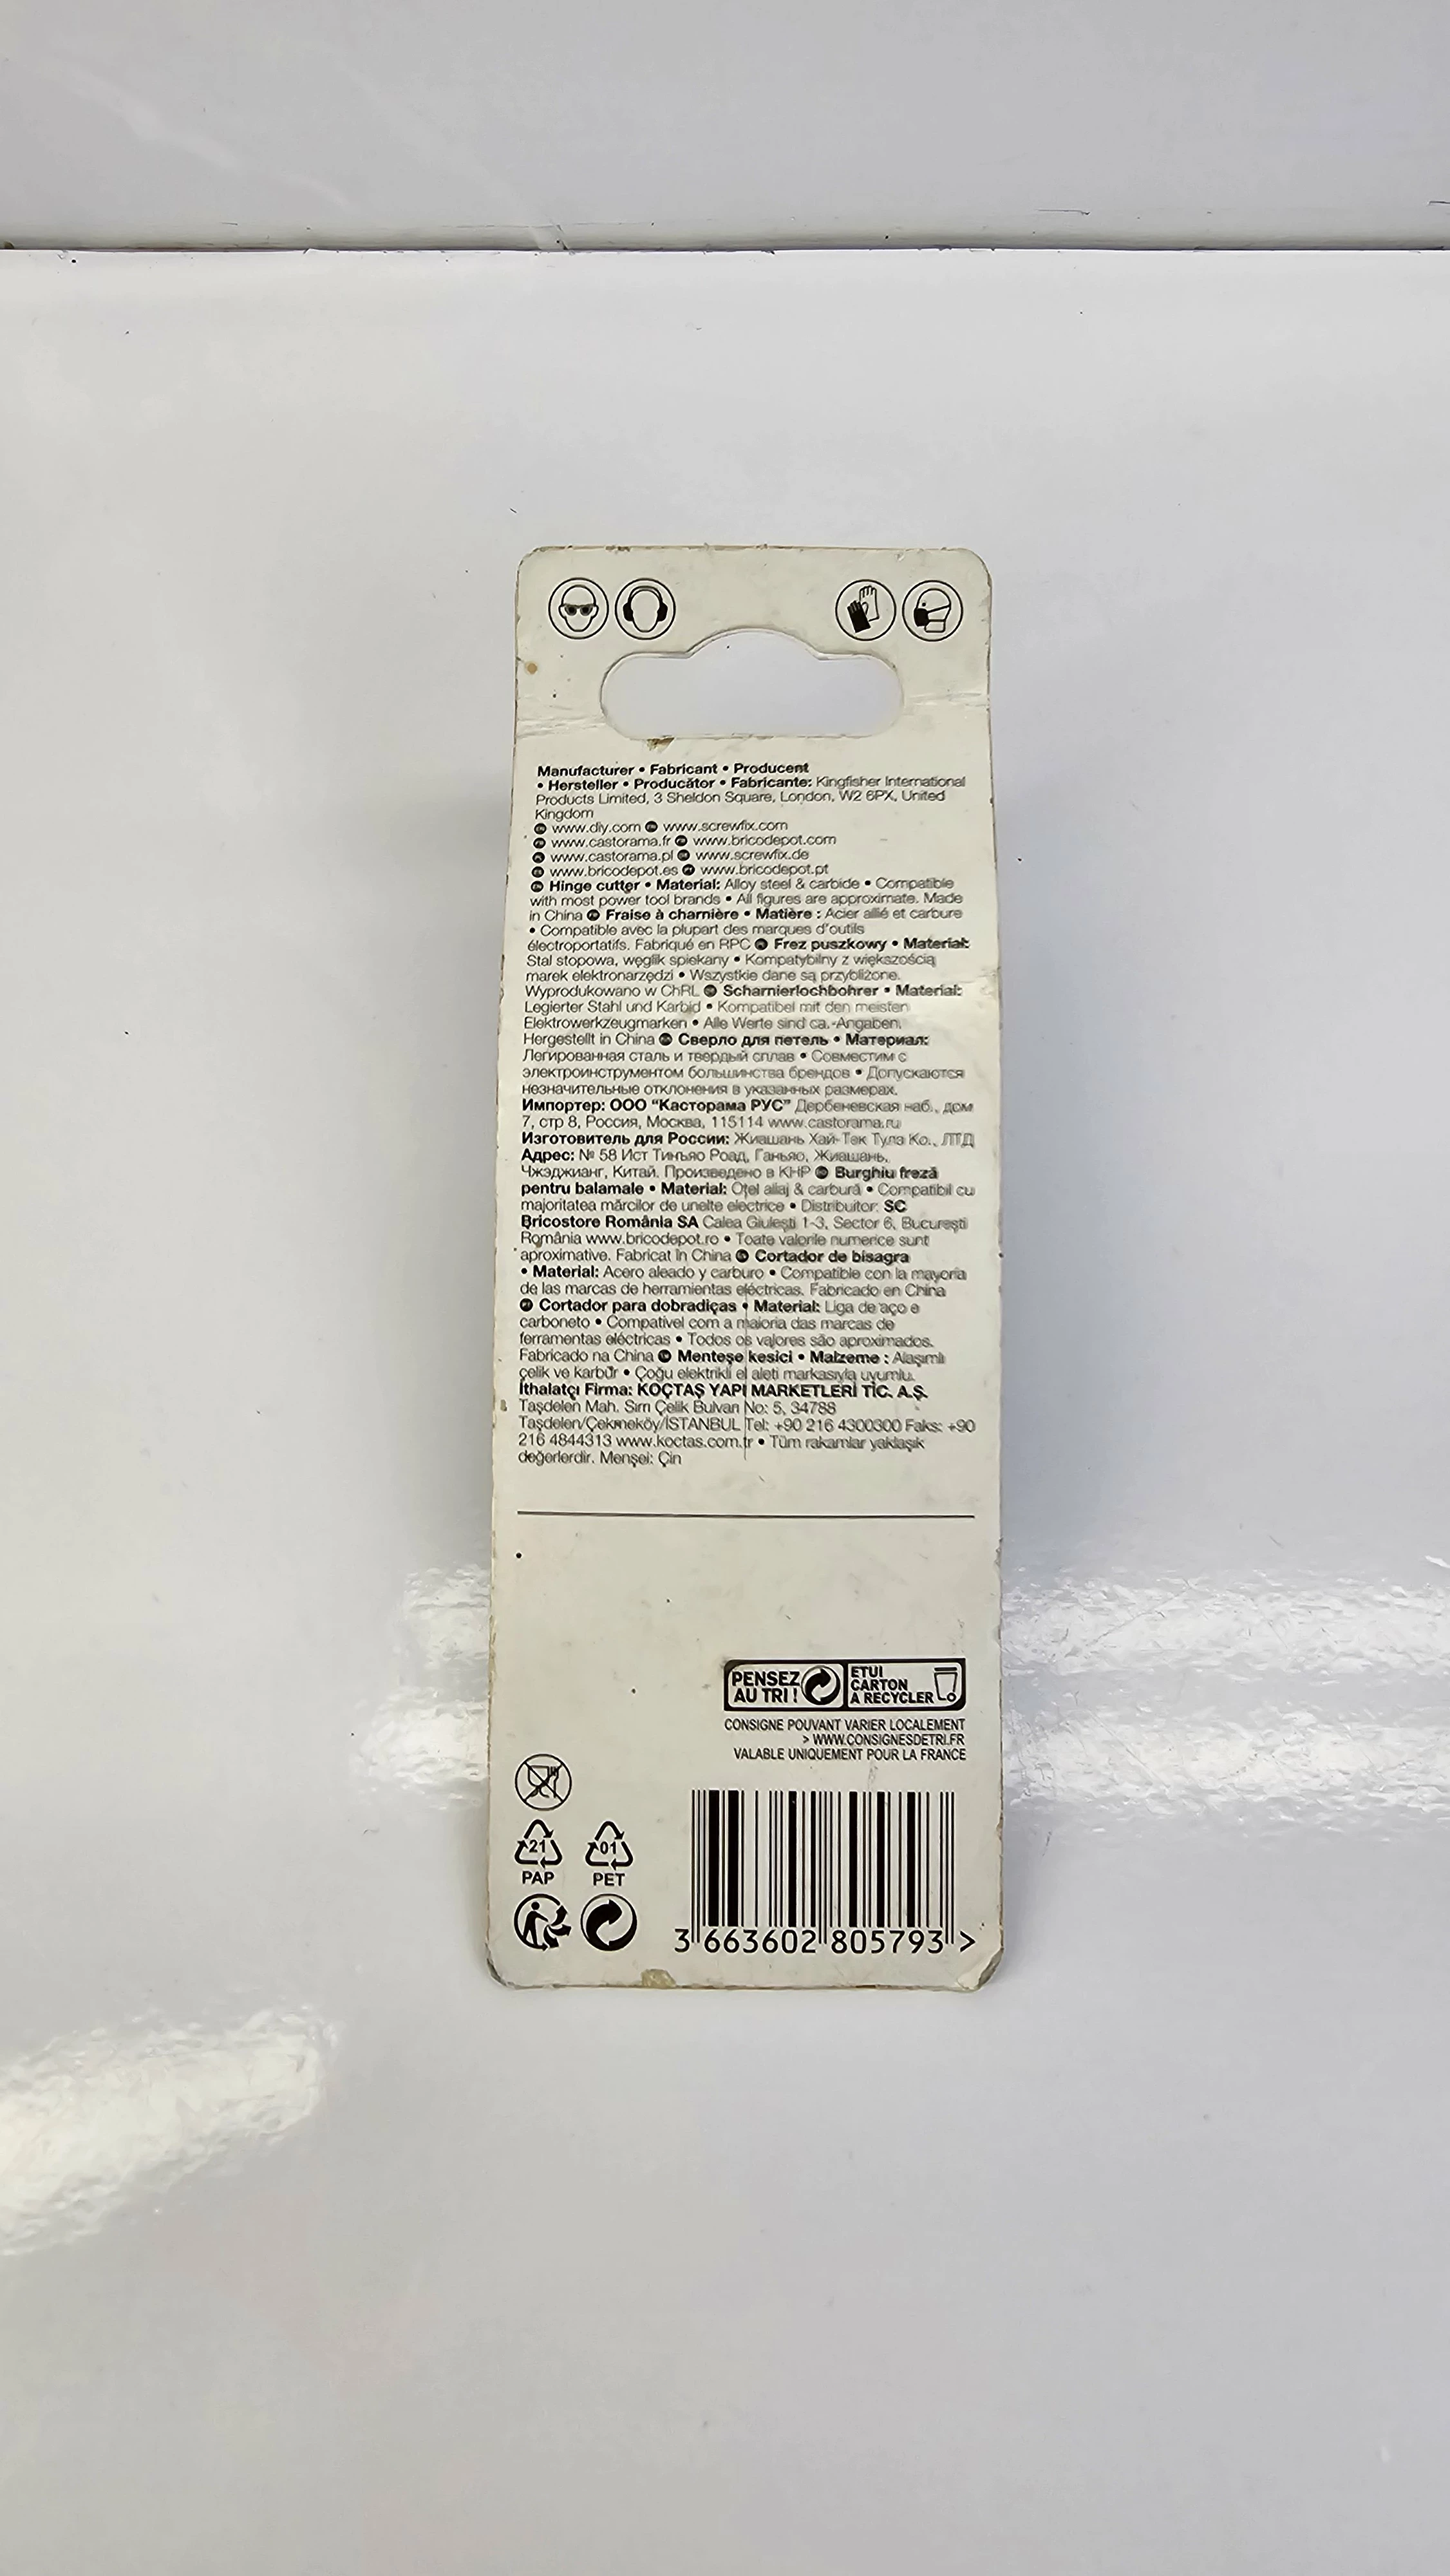 Manufacturer • Fabricant • Producent
• Hersteller • Producător • Fabricante: Kingfisher International
Products Limited, 3 Sheldon Square, London, W2 6PX, United
Kingdom
EN www.diy.com EN www.screwfix.com
FR www.castorama.fr FR www.bricodepot.com
PL www.castorama.pl DE www.screwfix.de
ES www.bricodepot.es PT www.bricodepot.pt
EN Hinge cutter • Material: Alloy steel & carbide • Compatible
with most power tool brands • All figures are approximate. Made
in China FR Fraise à charnière • Matière : Acier allié et carbure
• Compatible avec la plupart des marques d'outils
électroportatifs. Fabriqué en RPC PL Frez puszkowy • Materiał:
Stal stopowa, węglik spiekany • Kompatybilny z większością
marek elektronarzędzi • Wszystkie dane są przybliżone.
Wyprodukowano w ChRL DE Scharnierlochbohrer • Material:
Legierter Stahl und Karbid • Kompatibel mit den meisten
Elektrowerkzeugmarken • Alle Werte sind ca.-Angaben.
Hergestellt in China Сверло для петель • Материал:
Легированная сталь и твердый сплав • Совместим с
электроинструментом большинства брендов • Допускаются
незначительные отклонения в указанных размерах.
Импортер: ООО "Касторама РУС" Дербеневская наб., дом
7, стр 8, Россия, Москва, 115114 www.castorama.ru
Изготовитель для России: Жиашань Хай-Тек Тулз Ко., ЛТД
Адрес: № 58 Ист Тиньяо Роад, Ганьяо, Жиашань,
Чжэджианг, Китай. Произведено в КНР RO Burghiu freză
pentru balamale • Material: Oțel aliaj & carbură • Compatibil cu
majoritatea mărcilor de unelte electrice • Distribuitor: SC
Bricostore România SA Calea Giulești 1-3, Sector 6, București
România www.bricodepot.ro • Toate valorile numerice sunt
aproximative. Fabricat în China ES Cortador de bisagra
• Material: Acero aleado y carburo • Compatible con la mayoría
de las marcas de herramientas eléctricas. Fabricado en China
PT Cortador para dobradiças • Material: Liga de aço e
carboneto • Compatível com a maioria das marcas de
ferramentas eléctricas • Todos os valores são aproximados.
Fabricado na China TR Menteşe kesici • Malzeme : Alaşımlı
çelik ve karbür • Çoğu elektrikli el aleti markasıyla uyumlu.
İthalatçı Firma: KOÇTAŞ YAPI MARKETLERİ TİC. A.Ş.
Taşdelen Mah. Sırrı Çelik Bulvarı No: 5, 34788
Taşdelen/Çekmeköy/İSTANBUL Tel: +90 216 4300300 Faks: +90
216 4844313 www.koctas.com.tr • Tüm rakamlar yaklaşık
değerlerdir. Menşei: Çin
PENSEZ AU TRI !
ETUI CARTON A RECYCLER
CONSIGNE POUVANT VARIER LOCALEMENT
> WWW.CONSIGNESDETRI.FR
VALABLE UNIQUEMENT POUR LA FRANCE
21 01
PAP PET
3 663602 805793 >